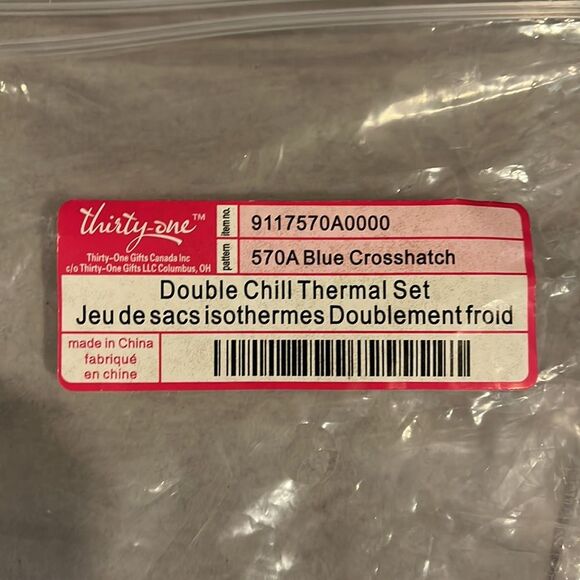 thirty-one™
Thirty-One Gifts Canada Inc
c/o Thirty-One Gifts LLC Columbus, OH
item no.
9117570A0000
pattern
570A Blue Crosshatch
Double Chill Thermal Set
Jeu de sacs isothermes Doublement froid
made in China
fabriqué
en chine